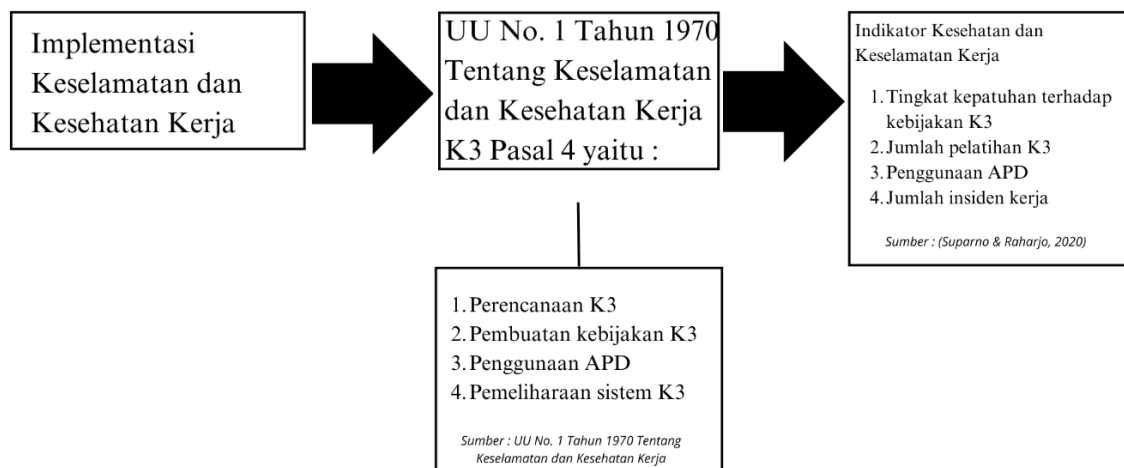 Implementasi
Keselamatan dan
Kesehatan Kerja
UU No. 1 Tahun 1970
Tentang Keselamatan
dan Kesehatan Kerja
K3 Pasal 4 yaitu :
1. Perencanaan K3
2. Pembuatan kebijakan K3
3. Penggunaan APD
4. Pemeliharaan sistem K3
Sumber : UU No. 1 Tahun 1970 Tentang
Keselamatan dan Kesehatan Kerja
Indikator Kesehatan dan
Keselamatan Kerja
1. Tingkat kepatuhan terhadap
kebijakan K3
2. Jumlah pelatihan K3
3. Penggunaan APD
4. Jumlah insiden kerja
Sumber : (Suparno & Raharjo, 2020)